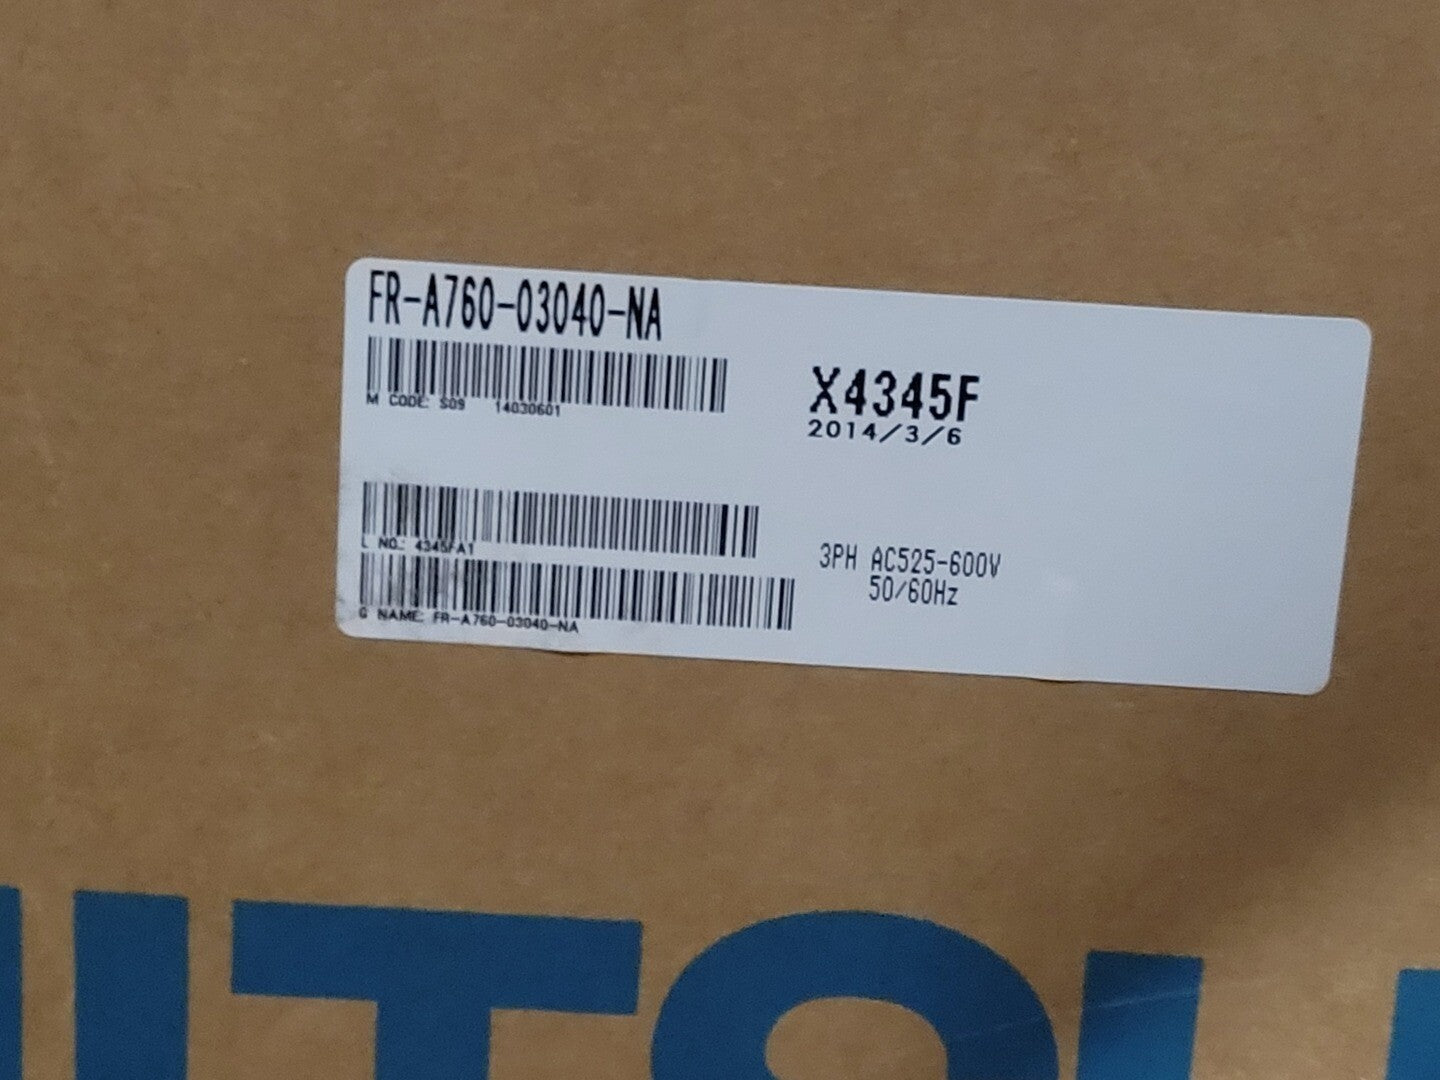 FR-A760-03040-NA
M CODE: S09 14030601
X4345F
2014/3/6
L NO.: 4345FA1
3PH AC525-600V
50/60Hz
G NAME: FR-A760-03040-NA
MITSU